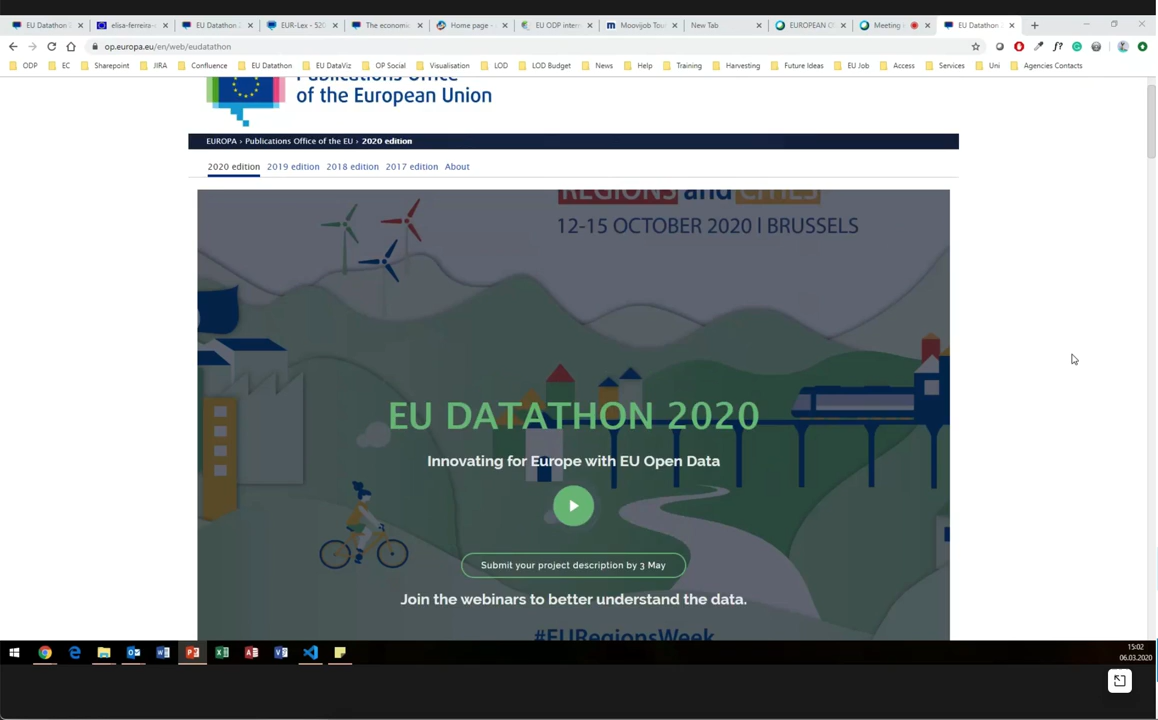 EU Datathon
elisa-ferreira-
EU Datathon
EUR-Lex - 520
The economic
Home page -
EU ODP intern
Moovijob Tou
New Tab
EUROPEAN C
Meeting
EU Datathon
op.europa.eu/en/web/eudatathon
f?
ODP
EC
Sharepoint
JIRA
Confluence
EU Datathon
EU DataViz
OP Social
Visualisation
LOD
LOD Budget
News
Help
Training
Harvesting
Future Ideas
EU Job
Access
Services
Uni
Agencies Contacts
Publications Office
of the European Union
EUROPA › Publications Office of the EU › 2020 edition
2020 edition 2019 edition 2018 edition 2017 edition About
REGIONS and CITIES
12-15 OCTOBER 2020 | BRUSSELS
EU DATATHON 2020
Innovating for Europe with EU Open Data
Submit your project description by 3 May
Join the webinars to better understand the data.
#EURegionsWeek
15:02
06.03.2020